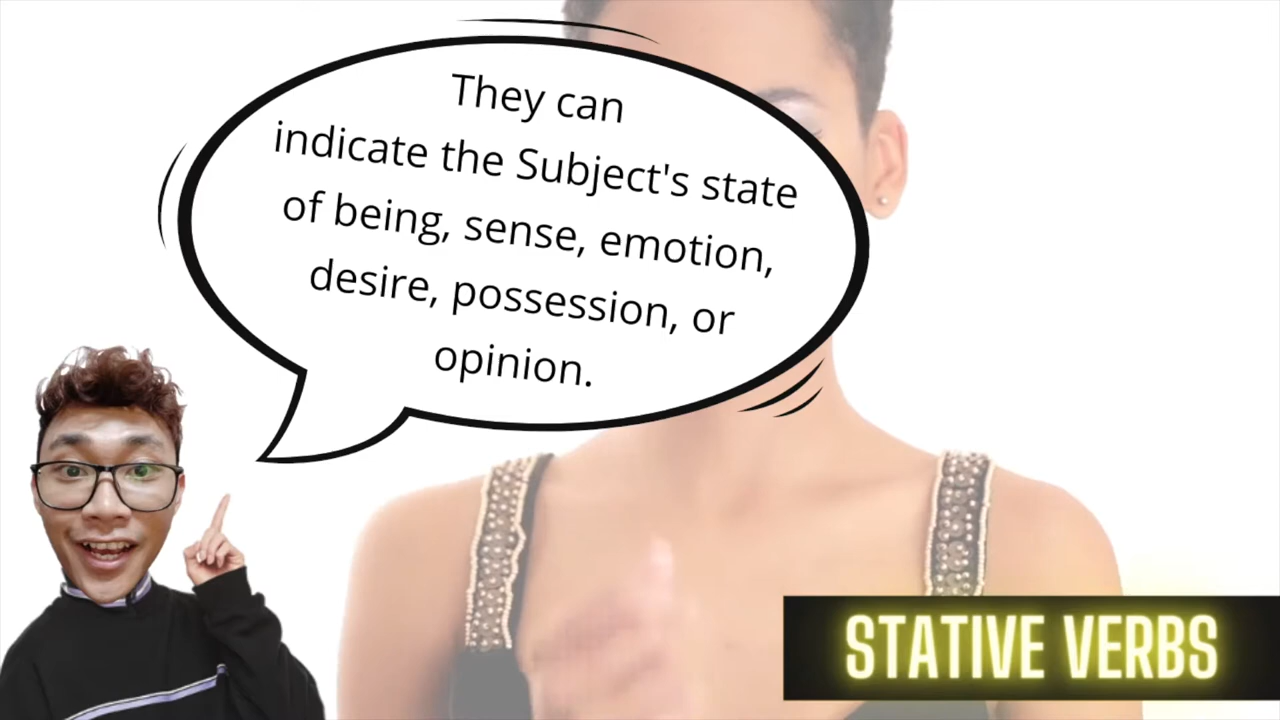 They can
indicate the Subject's state
of being, sense, emotion,
desire, possession, or
opinion.
STATIVE VERBS